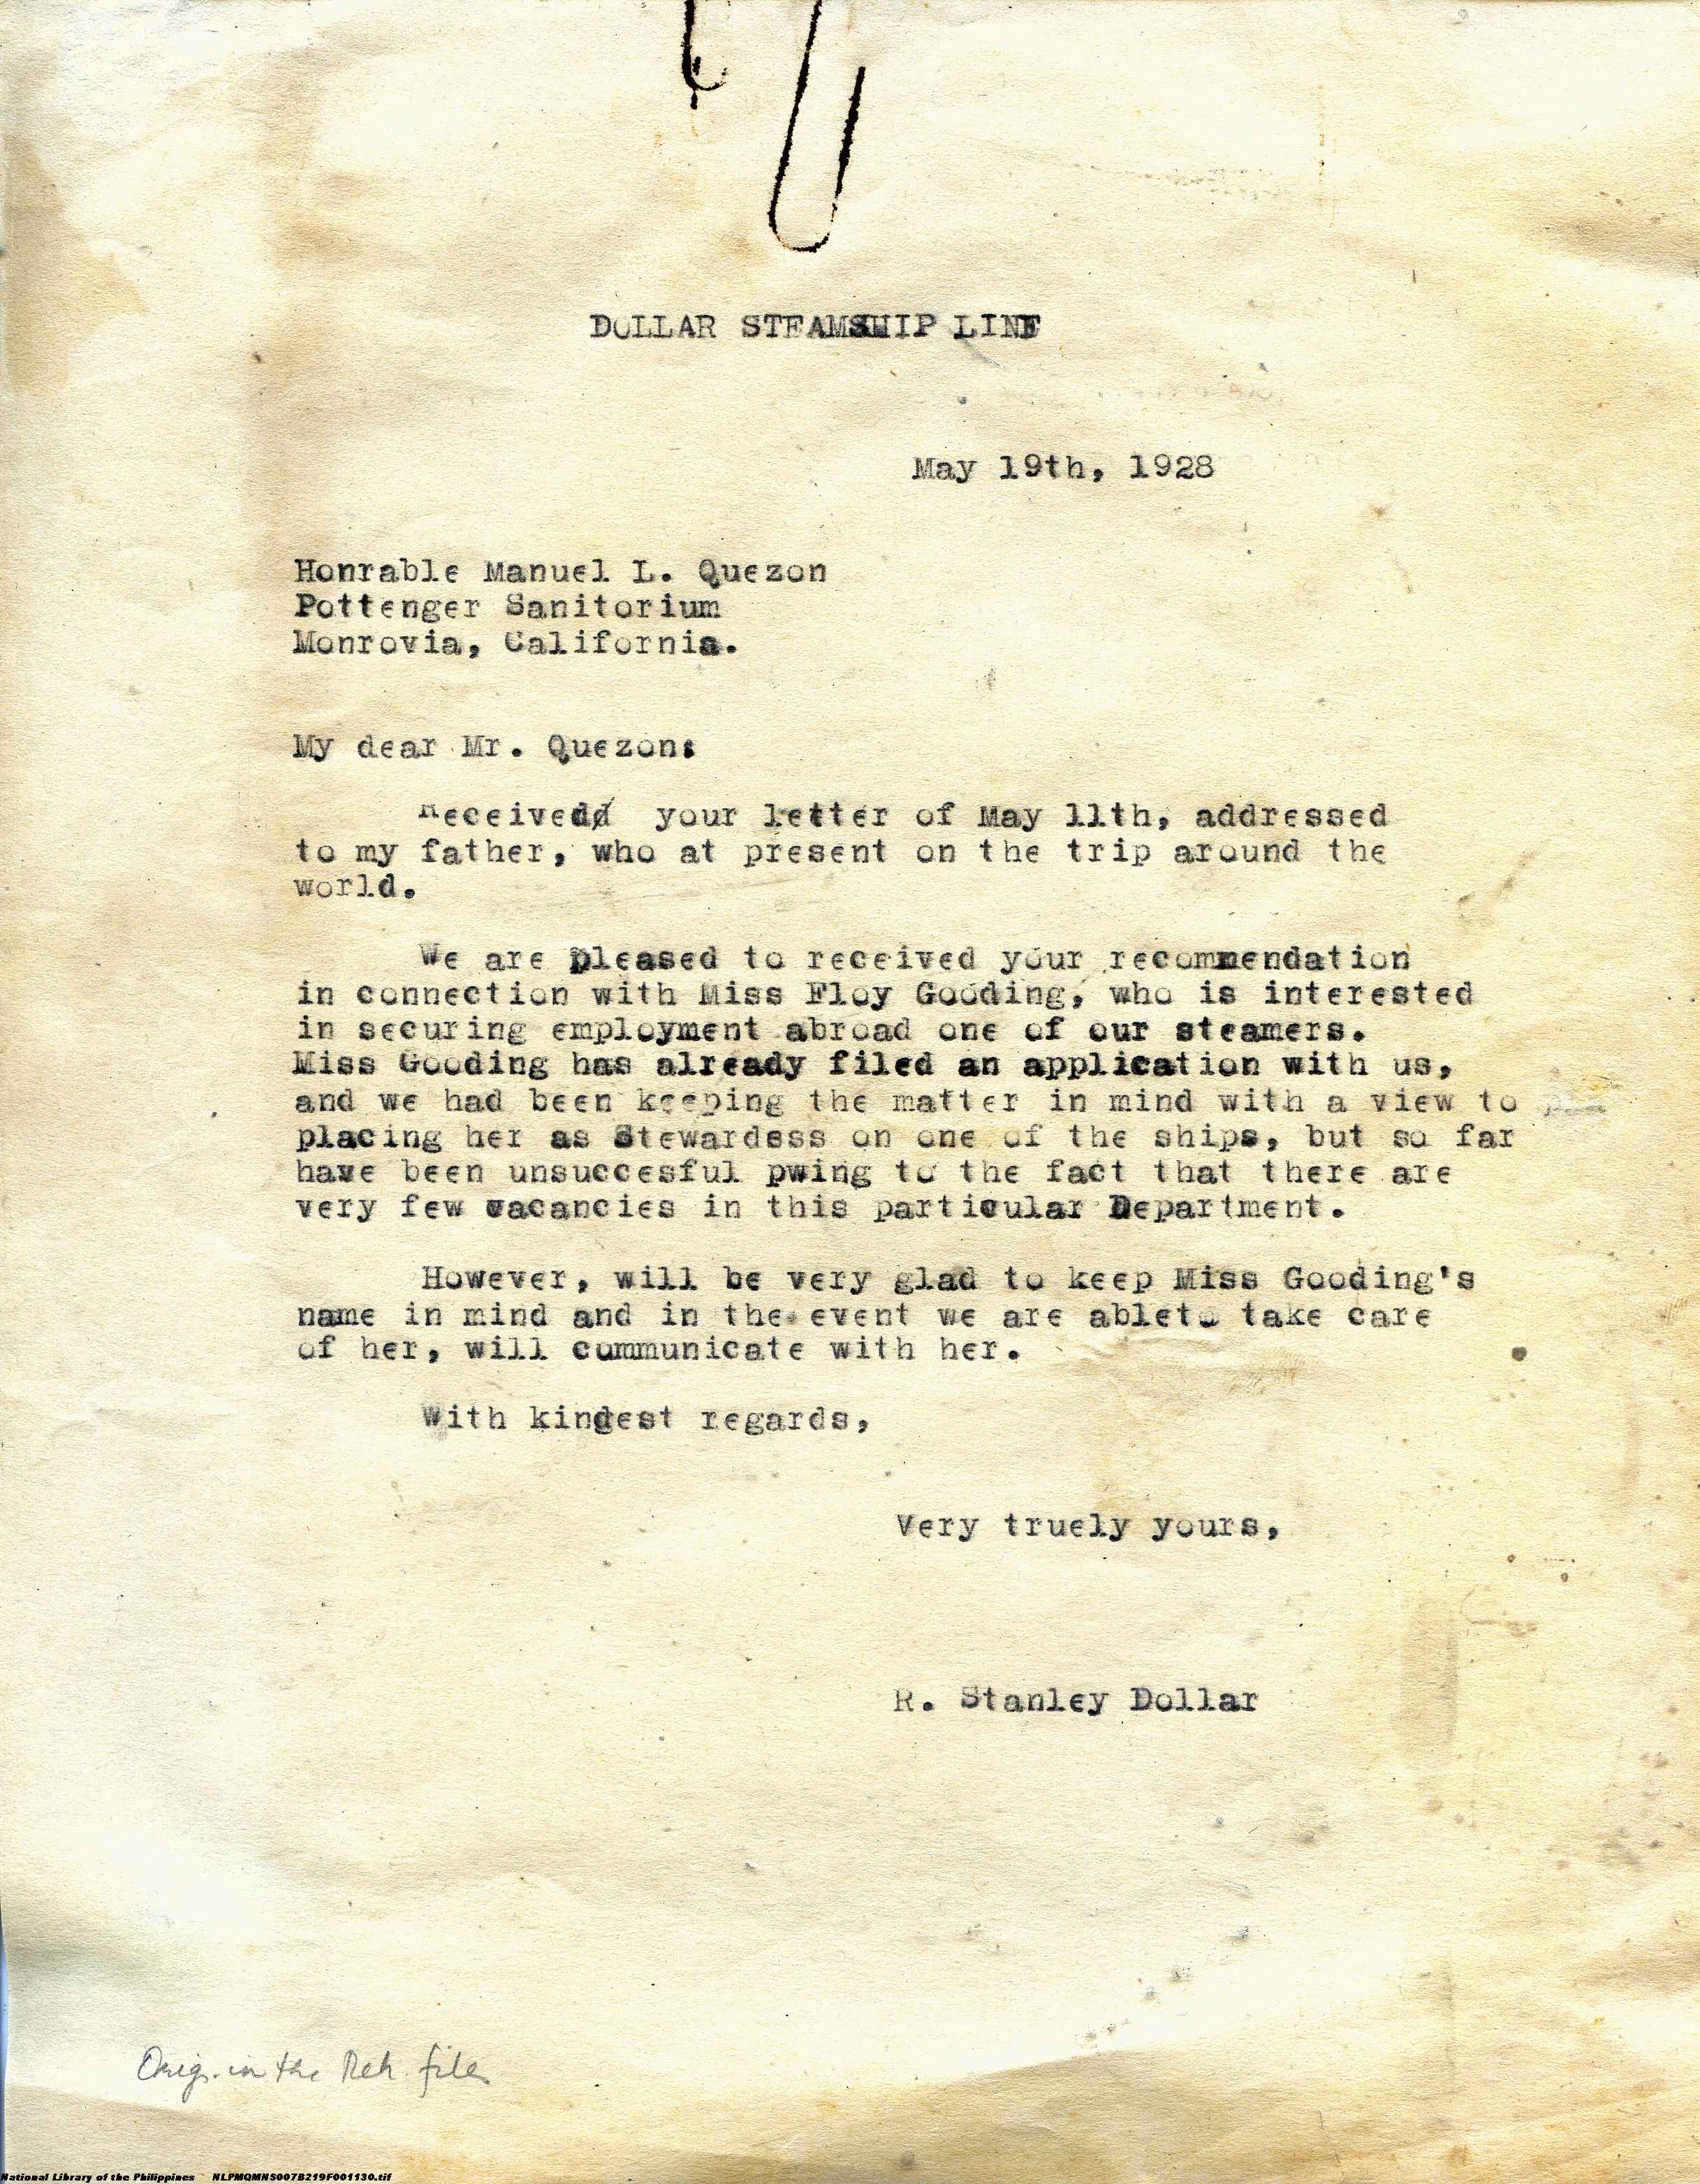 DOLLAR STEAMSHIP LINE
May 19th, 1928
Honrable Manuel L. Quezon
Pottenger Sanitorium
Monrovia, California.
My dear Mr. Quezon:
Received your letter of May 11th, addressed
to my father, who at present on the trip around the
world.
We are pleased to received your recommendation
in connection with Miss Floy Gooding, who is interested
in securing employment abroad one of our steamers.
Miss Gooding has already filed an application with us,
and we had been keeping the matter in mind with a view to
placing her as Stewardess on one of the ships, but so far
have been unsuccesful pwing to the fact that there are
very few vacancies in this particular Department.
However, will be very glad to keep Miss Gooding's
name in mind and in the event we are ableto take care
of her, will communicate with her.
With kindest regards,
Very truely yours,
R. Stanley Dollar
Orig. in the files
National Library of the Philippines NLPMQMNS007B219F001130.tif